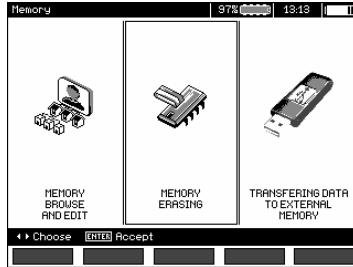 Memory 97% 13:13
MEMORY
BROWSE
AND EDIT
MEMORY
ERASING
TRANSFERING DATA
TO EXTERNAL
MEMORY
Choose ENTER Accept